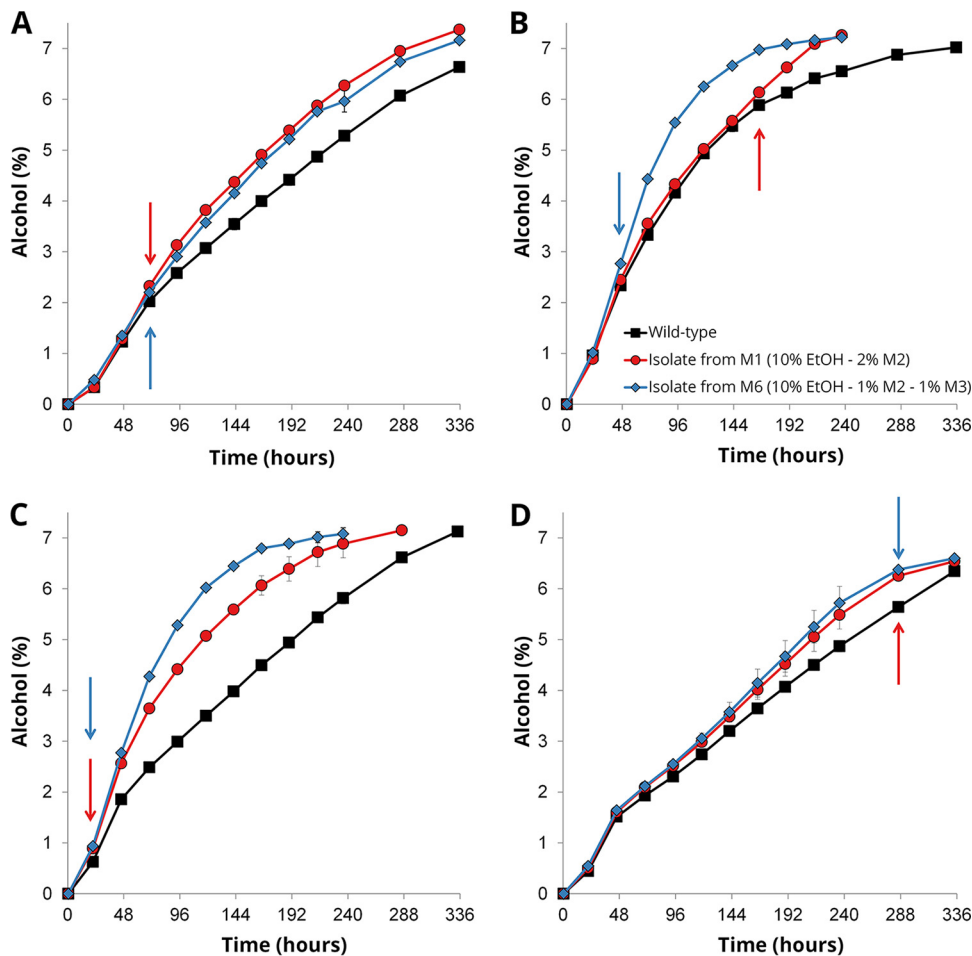 A
7
6
5
4
3
2
1
0
Alcohol (%)
0 48 96 144 192 240 288 336
Time (hours)
B
7
6
5
4
3
2
1
0
Alcohol (%)
Wild-type
Isolate from M1 (10% EtOH - 2% M2)
Isolate from M6 (10% EtOH - 1% M2 - 1% M3)
0 48 96 144 192 240 288 336
Time (hours)
C
7
6
5
4
3
2
1
0
Alcohol (%)
0 48 96 144 192 240 288 336
Time (hours)
D
7
6
5
4
3
2
1
0
Alcohol (%)
0 48 96 144 192 240 288 336
Time (hours)